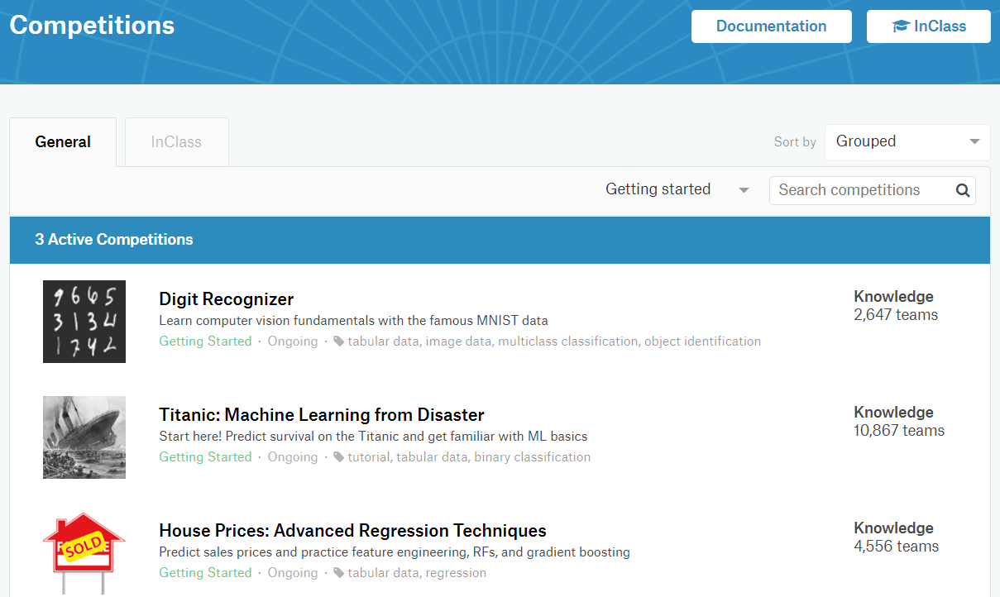 Competitions
Documentation
InClass
General
InClass
Sort by
Grouped
Getting started
Search competitions
3 Active Competitions
Digit Recognizer
Knowledge
Learn computer vision fundamentals with the famous MNIST data
2,647 teams
Getting Started · Ongoing · tabular data, image data, multiclass classification, object identification
9 6 6 5
3 1 3 4
1 7 4 2
Titanic: Machine Learning from Disaster
Knowledge
Start here! Predict survival on the Titanic and get familiar with ML basics
10,867 teams
Getting Started · Ongoing · tutorial, tabular data, binary classification
House Prices: Advanced Regression Techniques
Knowledge
Predict sales prices and practice feature engineering, RFs, and gradient boosting
4,556 teams
Getting Started · Ongoing · tabular data, regression
SOLD